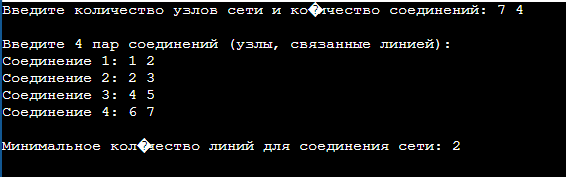 Введите количество узлов сети и ко�ичество соединений: 7 4
Введите 4 пар соединений (узлы, связанные линией):
Соединение 1: 1 2
Соединение 2: 2 3
Соединение 3: 4 5
Соединение 4: 6 7
Минимальное кол�чество линий для соединения сети: 2